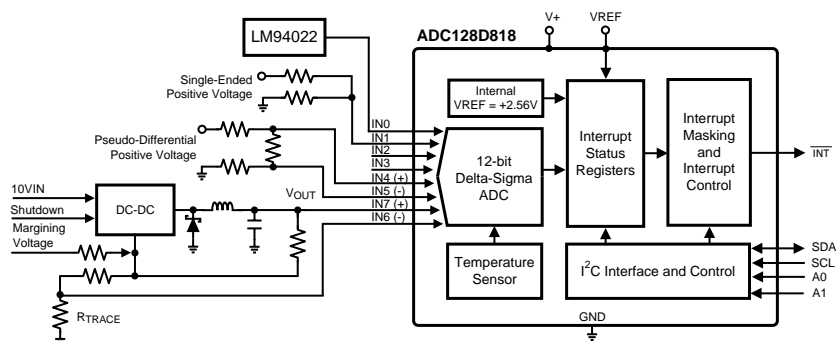 V+
VREF
LM94022
ADC128D818
Single-Ended
Positive Voltage
Internal
VREF = +2.56V
Interrupt
Masking
and
Interrupt
Control
IN0
IN1
Pseudo-Differential
Positive Voltage
IN2
IN3
12-bit
Delta-Sigma
ADC
Interrupt
Status
Registers
INT
IN4 (+)
IN5 (-)
10VIN
DC-DC
VOUT
IN7 (+)
Shutdown
IN6 (-)
Margining
Voltage
Temperature
Sensor
I2C Interface and Control
SDA
SCL
A0
A1
RTRACE
GND